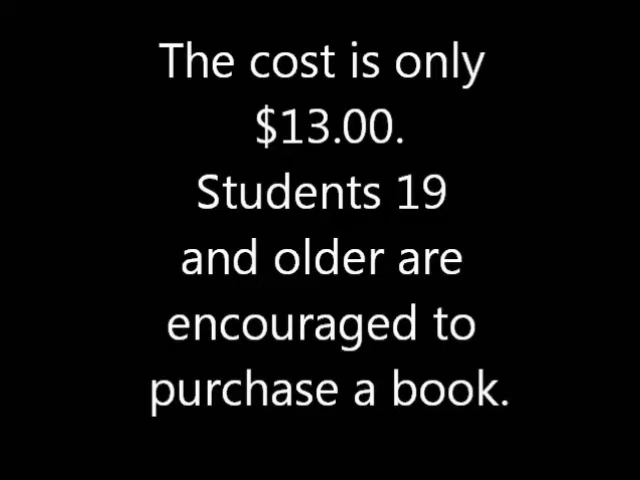 The cost is only
$13.00.
Students 19
and older are
encouraged to
purchase a book.